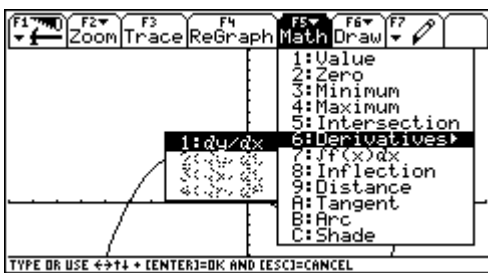 F1 F2 F3 F4 F5 F6 F7
Zoom Trace ReGraph Math Draw
1:Value
2:Zero
3:Minimum
4:Maximum
5:Intersection
6:Derivatives▶
1:dy/dx
7:∫f(x)dx
8:Inflection
9:Distance
A:Tangent
B:Arc
C:Shade
TYPE OR USE ←→↑↓ + [ENTER]=OK AND [ESC]=CANCEL